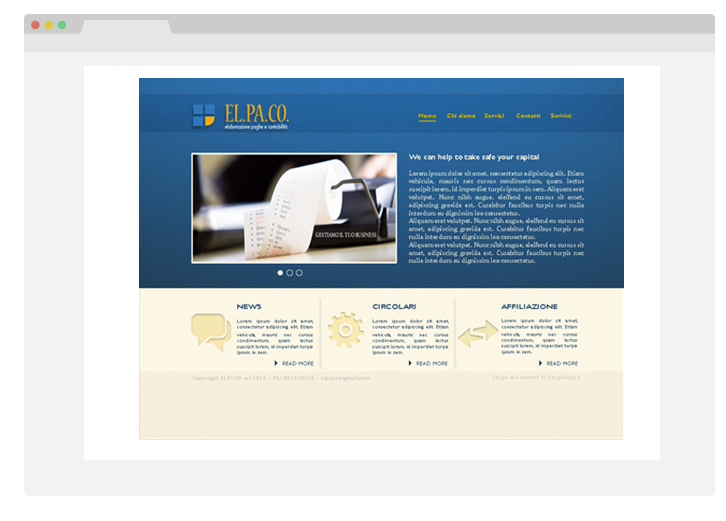 EL.PA.CO.
elaborazione paghe e contabilità
Home Chi siamo Servizi Contatti Scrivici
We can help to take safe your capital
Lorem ipsum dolor sit amet, consectetur adipiscing elit. Etiam
vehicula, mauris nec cursus condimentum, quam lectus
suscipit lorem, id imperdiet turpis ipsum in sem. Aliquam erat
volutpat. Nunc nibh augue, eleifend eu cursus sit amet,
adipiscing gravida est. Curabitur faucibus turpis nec nulla
interdum eu dignissim leo consectetur.
Aliquam erat volutpat. Nunc nibh augue, eleifend eu cursus sit
amet, adipiscing gravida est. Curabitur faucibus turpis nec
nulla interdum eu dignissim leo consectetur.
Aliquam erat volutpat. Nunc nibh augue, eleifend eu cursus sit
amet, adipiscing gravida est. Curabitur faucibus turpis nec
nulla interdum eu dignissim leo consectetur.
GESTIAMO IL TUO BUSINESS
NEWS
Lorem ipsum dolor sit amet,
consectetur adipiscing elit. Etiam
vehicula, mauris nec cursus
condimentum, quam lectus
suscipit lorem, id imperdiet turpis
ipsum in sem.
READ MORE
CIRCOLARI
Lorem ipsum dolor sit amet,
consectetur adipiscing elit. Etiam
vehicula, mauris nec cursus
condimentum, quam lectus
suscipit lorem, id imperdiet turpis
ipsum in sem.
READ MORE
AFFILIAZIONE
Lorem ipsum dolor sit amet,
consectetur adipiscing elit. Etiam
vehicula, mauris nec cursus
condimentum, quam lectus
suscipit lorem, id imperdiet turpis
ipsum in sem.
READ MORE
Copyright EL.PA.CO srl
Design and powered by